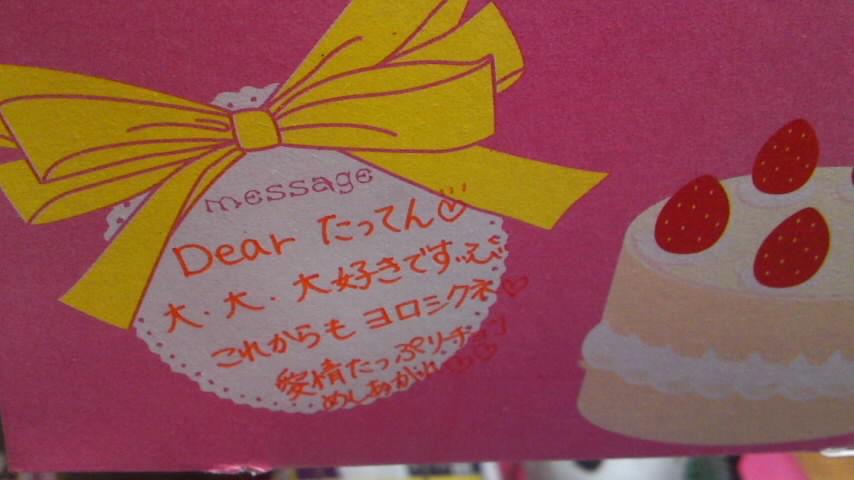 message
Dear たってん♡
大・大・大好きです
これからも ヨロシクネ♡
愛情たっぷりチョコ
めしあがれ